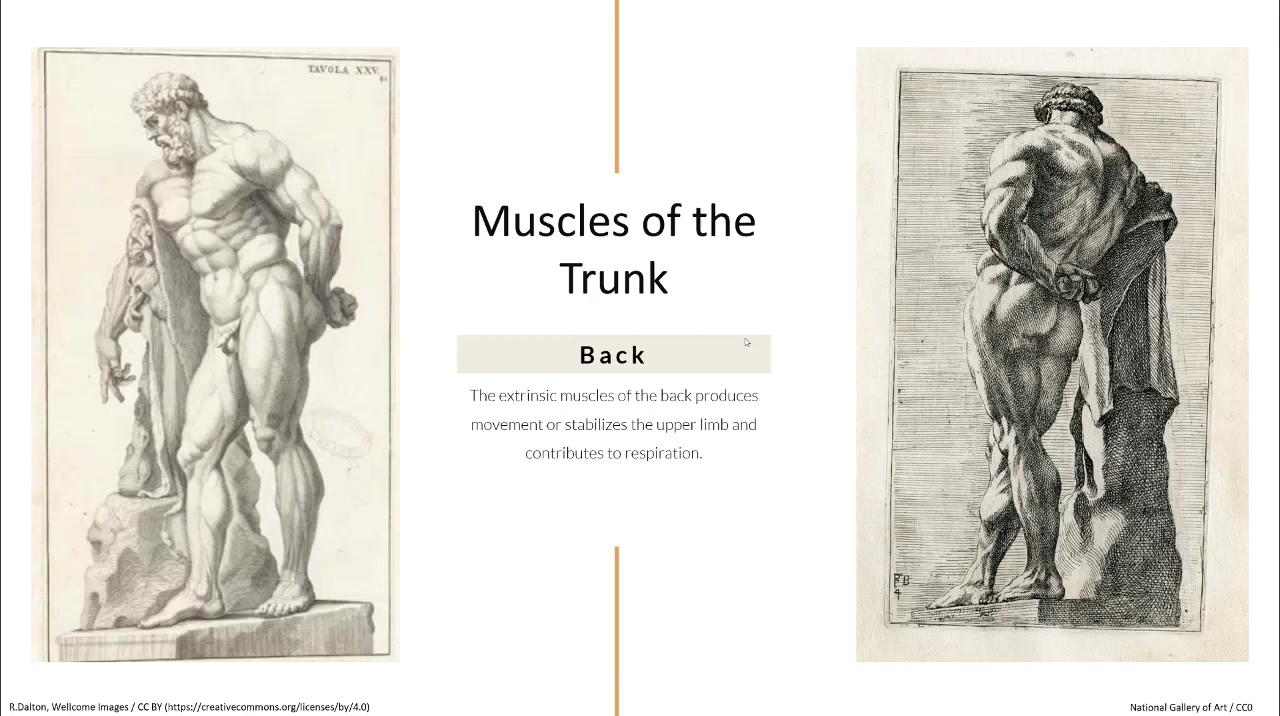 TAVOLA XXV.
Muscles of the
Trunk
Back
The extrinsic muscles of the back produces
movement or stabilizes the upper limb and
contributes to respiration.
R.Dalton, Wellcome Images / CC BY (https://creativecommons.org/licenses/by/4.0)
National Gallery of Art / CC0